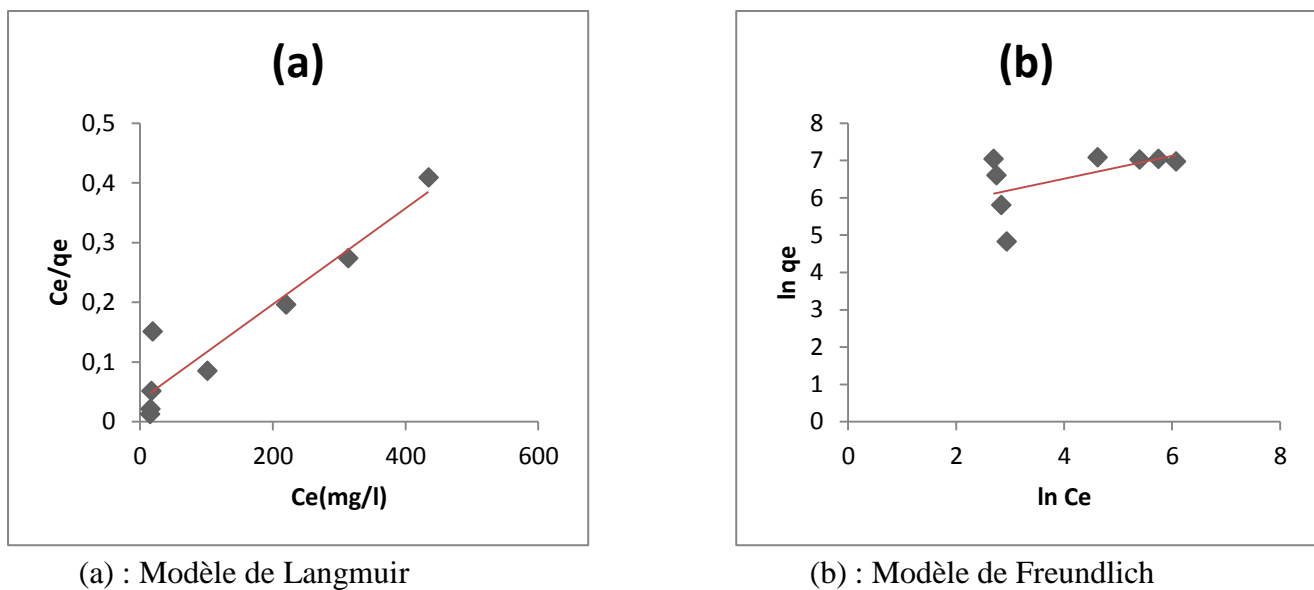 (a)
0,5
0,4
0,3
0,2
0,1
0
Ce/qe
0 200 400 600
Ce(mg/l)
(a) : Modèle de Langmuir
(b)
8
7
6
5
4
3
2
1
0
ln qe
0 2 4 6 8
ln Ce
(b) : Modèle de Freundlich